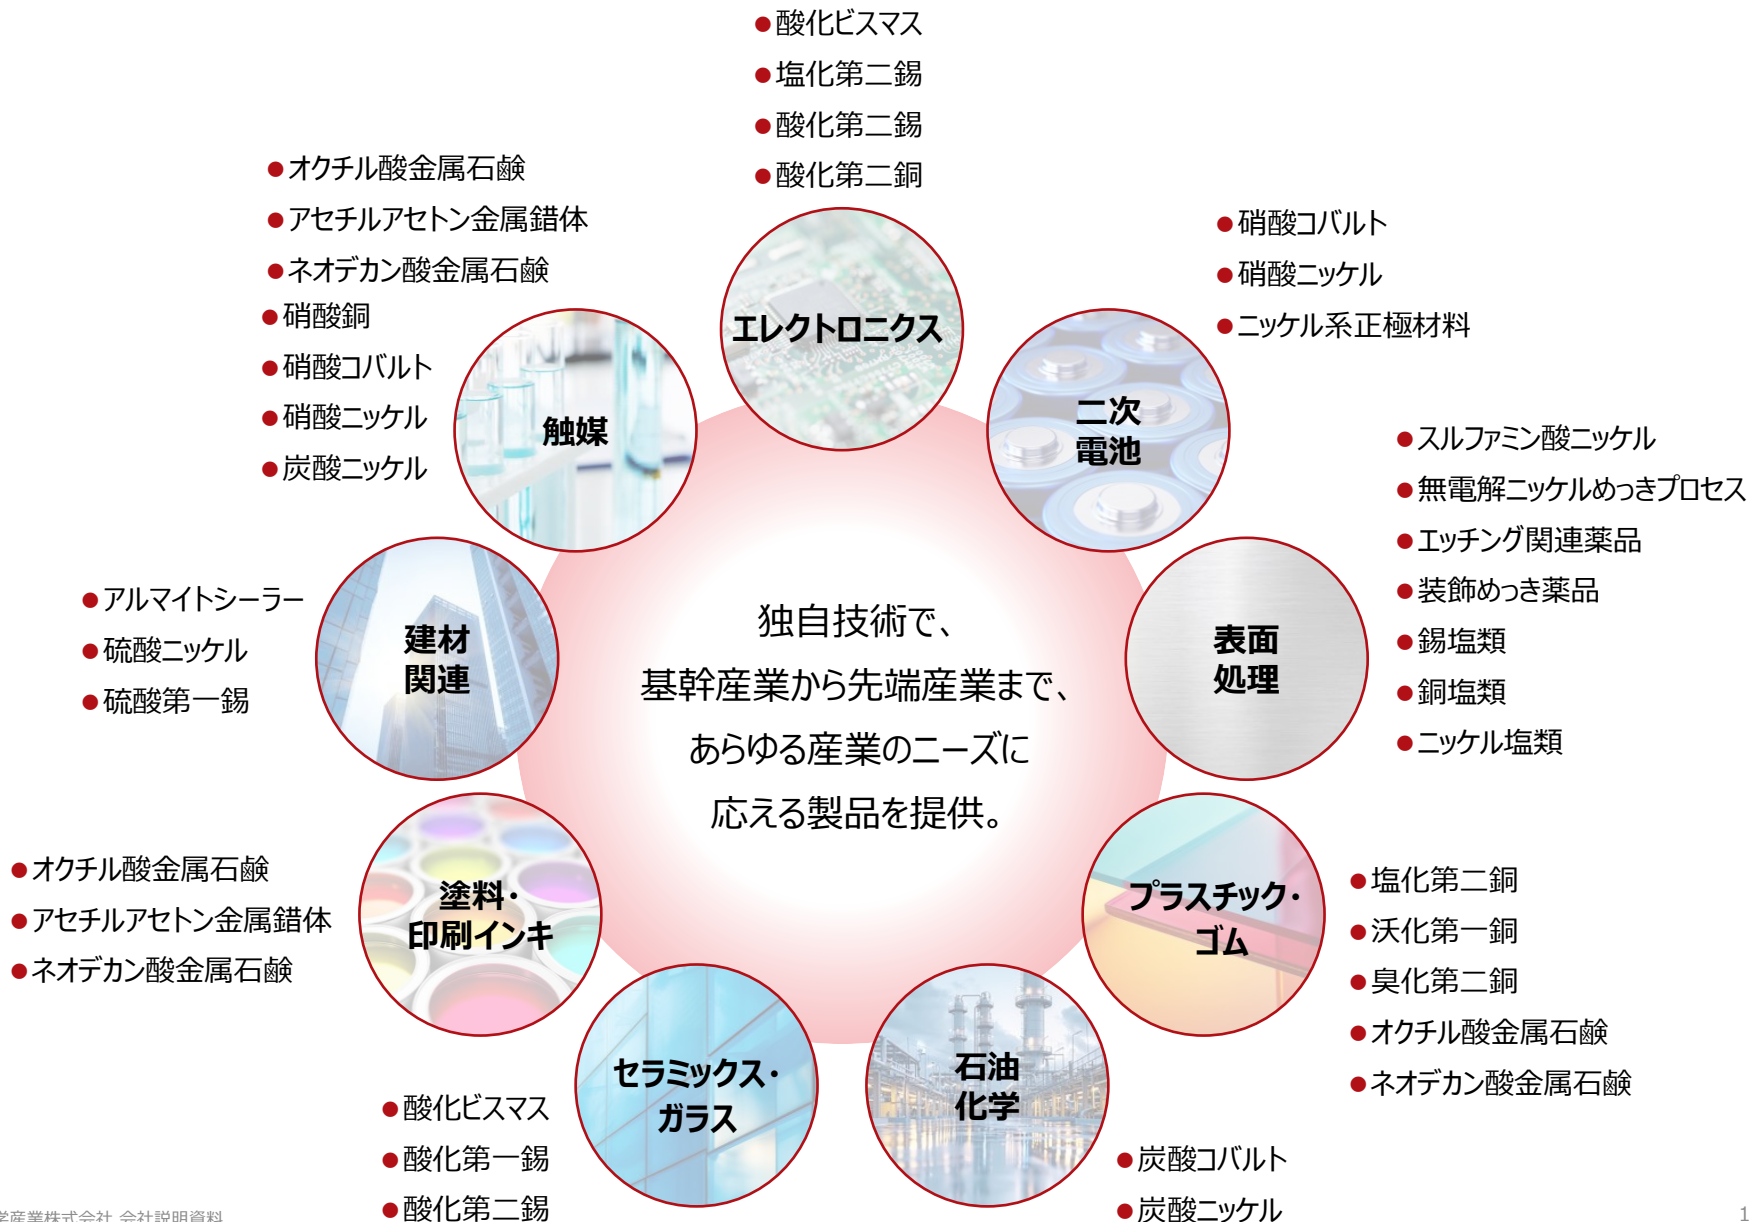 ●酸化ビスマス
●塩化第二錫
●酸化第二錫
●酸化第二銅
エレクトロニクス
●硝酸コバルト
●硝酸ニッケル
●ニッケル系正極材料
二次
電池
●スルファミン酸ニッケル
●無電解ニッケルめっきプロセス
●エッチング関連薬品
●装飾めっき薬品
●錫塩類
●銅塩類
●ニッケル塩類
表面
処理
●塩化第二銅
●沃化第一銅
●臭化第二銅
●オクチル酸金属石鹸
●ネオデカン酸金属石鹸
プラスチック・
ゴム
石油
化学
●炭酸コバルト
●炭酸ニッケル
セラミックス・
ガラス
●酸化ビスマス
●酸化第一錫
●酸化第二錫
塗料・
印刷インキ
●オクチル酸金属石鹸
●アセチルアセトン金属錯体
●ネオデカン酸金属石鹸
建材
関連
●アルマイトシーラー
●硫酸ニッケル
●硫酸第一錫
触媒
●オクチル酸金属石鹸
●アセチルアセトン金属錯体
●ネオデカン酸金属石鹸
●硝酸銅
●硝酸コバルト
●硝酸ニッケル
●炭酸ニッケル
独自技術で、
基幹産業から先端産業まで、
あらゆる産業のニーズに
応える製品を提供。
学産業株式会社 会社説明資料
1